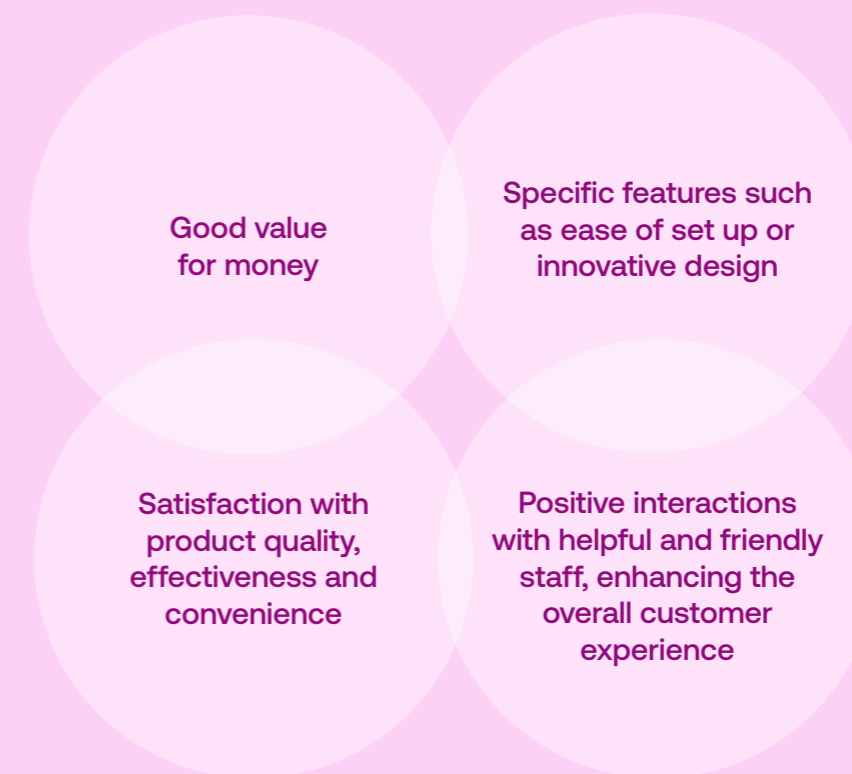 Good value
for money
Specific features such
as ease of set up or
innovative design
Satisfaction with
product quality,
effectiveness and
convenience
Positive interactions
with helpful and friendly
staff, enhancing the
overall customer
experience